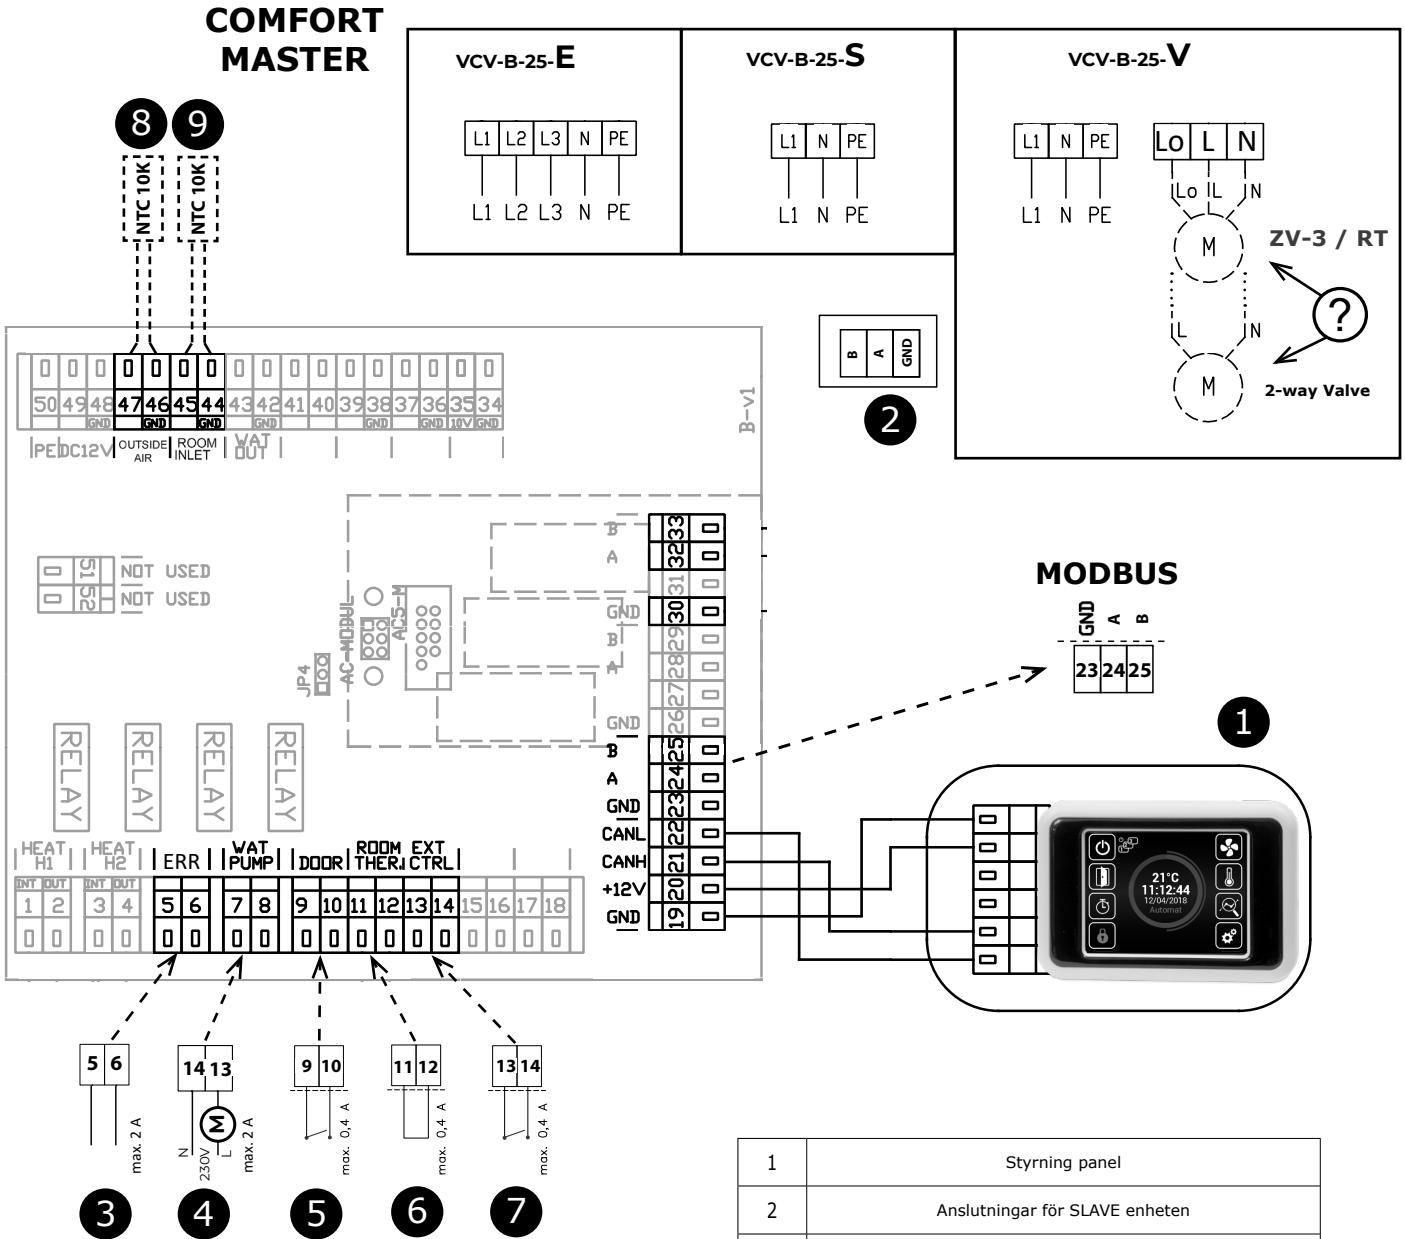 COMFORT
MASTER
VCV-B-25-E
L1 L2 L3 N PE
L1 L2 L3 N PE
VCV-B-25-S
L1 N PE
L1 N PE
VCV-B-25-V
L1 N PE
L1 N PE
Lo L N
Lo L N
M
ZV-3 / RT
?
L N
M
2-way Valve
8 9
NTC 10K
NTC 10K
B A GND
2
50 49 48 47 46 45 44 43 42 41 40 39 38 37 36 35 34
GND GND GND GND GND GND 10V GND
PE DC12V OUTSIDE AIR ROOM INLET WAT OUT
B-v1
51 NOT USED
52 NOT USED
AC-MODUL
AC5-M
JP4
B 33
A 32
31
GND 30
B 29
A 28
27
GND 26
B 25
A 24
GND 23
CANL 22
CANH 21
+12V 20
GND 19
MODBUS
GND A B
23 24 25
1
21°C
11:12:44
12/04/2018
Automat
RELAY
RELAY
RELAY
RELAY
HEAT H1
HEAT H2
ERR
WAT PUMP
DOOR
ROOM THER.
EXT CTRL
INT OUT INT OUT
1 2 3 4 5 6 7 8 9 10 11 12 13 14 15 16 17 18
5 6
max. 2 A
3
14 13
M
N 230V L
max. 2 A
4
9 10
max. 0,4 A
5
11 12
max. 0,4 A
6
13 14
max. 0,4 A
7
1 Styrning panel
2 Anslutningar för SLAVE enheten